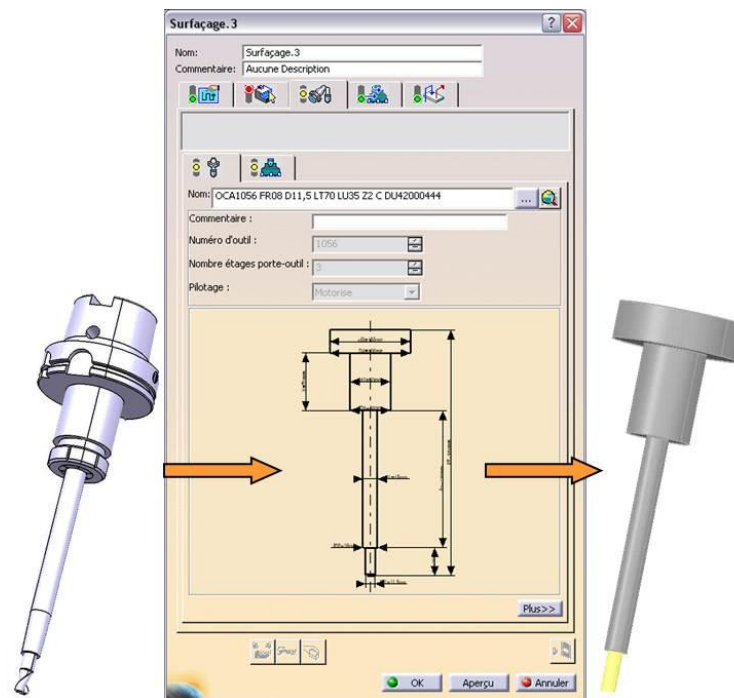 Surfaçage.3
Nom: Surfaçage.3
Commentaire: Aucune Description
Nom: OCA1056 FR08 D11,5 LT70 LU35 Z2 C DU42000444 ...
Commentaire :
Numéro d'outil : 1056
Nombre étages porte-outil : 3
Pilotage : Motorise
Plus>>
OK Aperçu Annuler